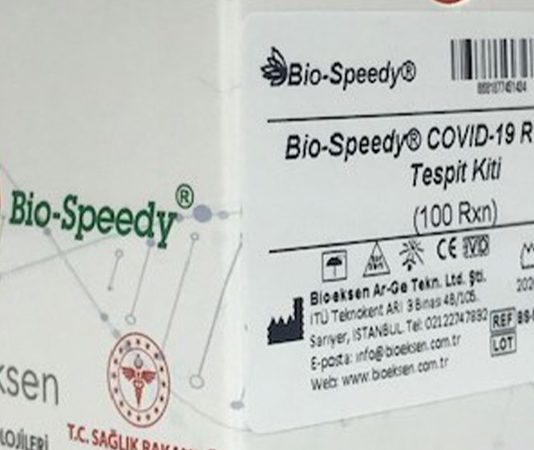 Bio-Speedy®
ksen
OLOJİLERİ
T.C. SAĞLIK BAKAN
Bio-Speedy®
Bio-Speedy® COVID-19 R
Tespit Kiti
(100 Rxn)
CE IVD
Bioeksen Ar-Ge Tekn. Ltd. Şti.
İTÜ Teknokent ARI 3 Binası 4B/105.
Sarıyer, İSTANBUL. Tel: 02122747892
E-posta: info@bioeksen.com.tr
Web: www.bioeksen.com.tr
REF
LOT